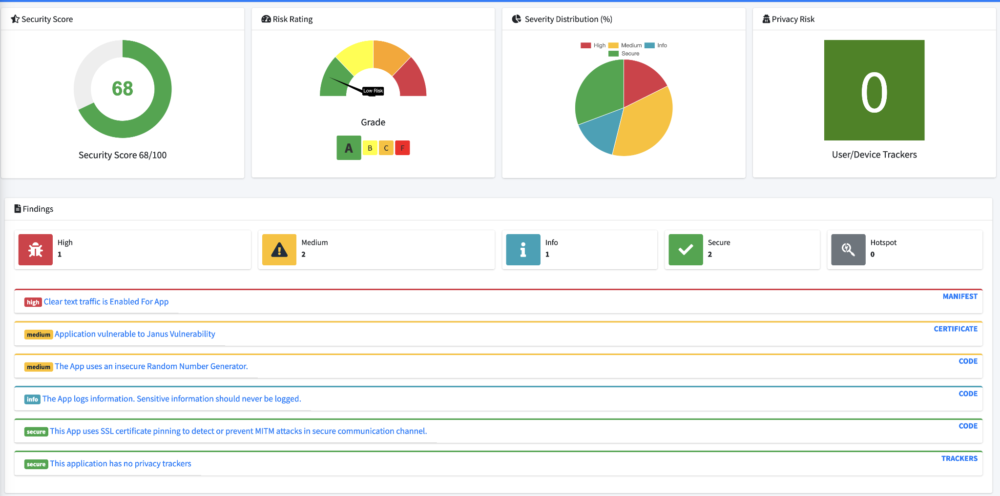 Security Score
68
Security Score 68/100
Risk Rating
Low Risk
Grade
A B C F
Severity Distribution (%)
High Medium Info
Secure
Privacy Risk
0
User/Device Trackers
Findings
High
1
Medium
2
Info
1
Secure
2
Hotspot
0
high Clear text traffic is Enabled For App
MANIFEST
medium Application vulnerable to Janus Vulnerability
CERTIFICATE
medium The App uses an insecure Random Number Generator.
CODE
info The App logs information. Sensitive information should never be logged.
CODE
secure This App uses SSL certificate pinning to detect or prevent MITM attacks in secure communication channel.
CODE
secure This application has no privacy trackers
TRACKERS